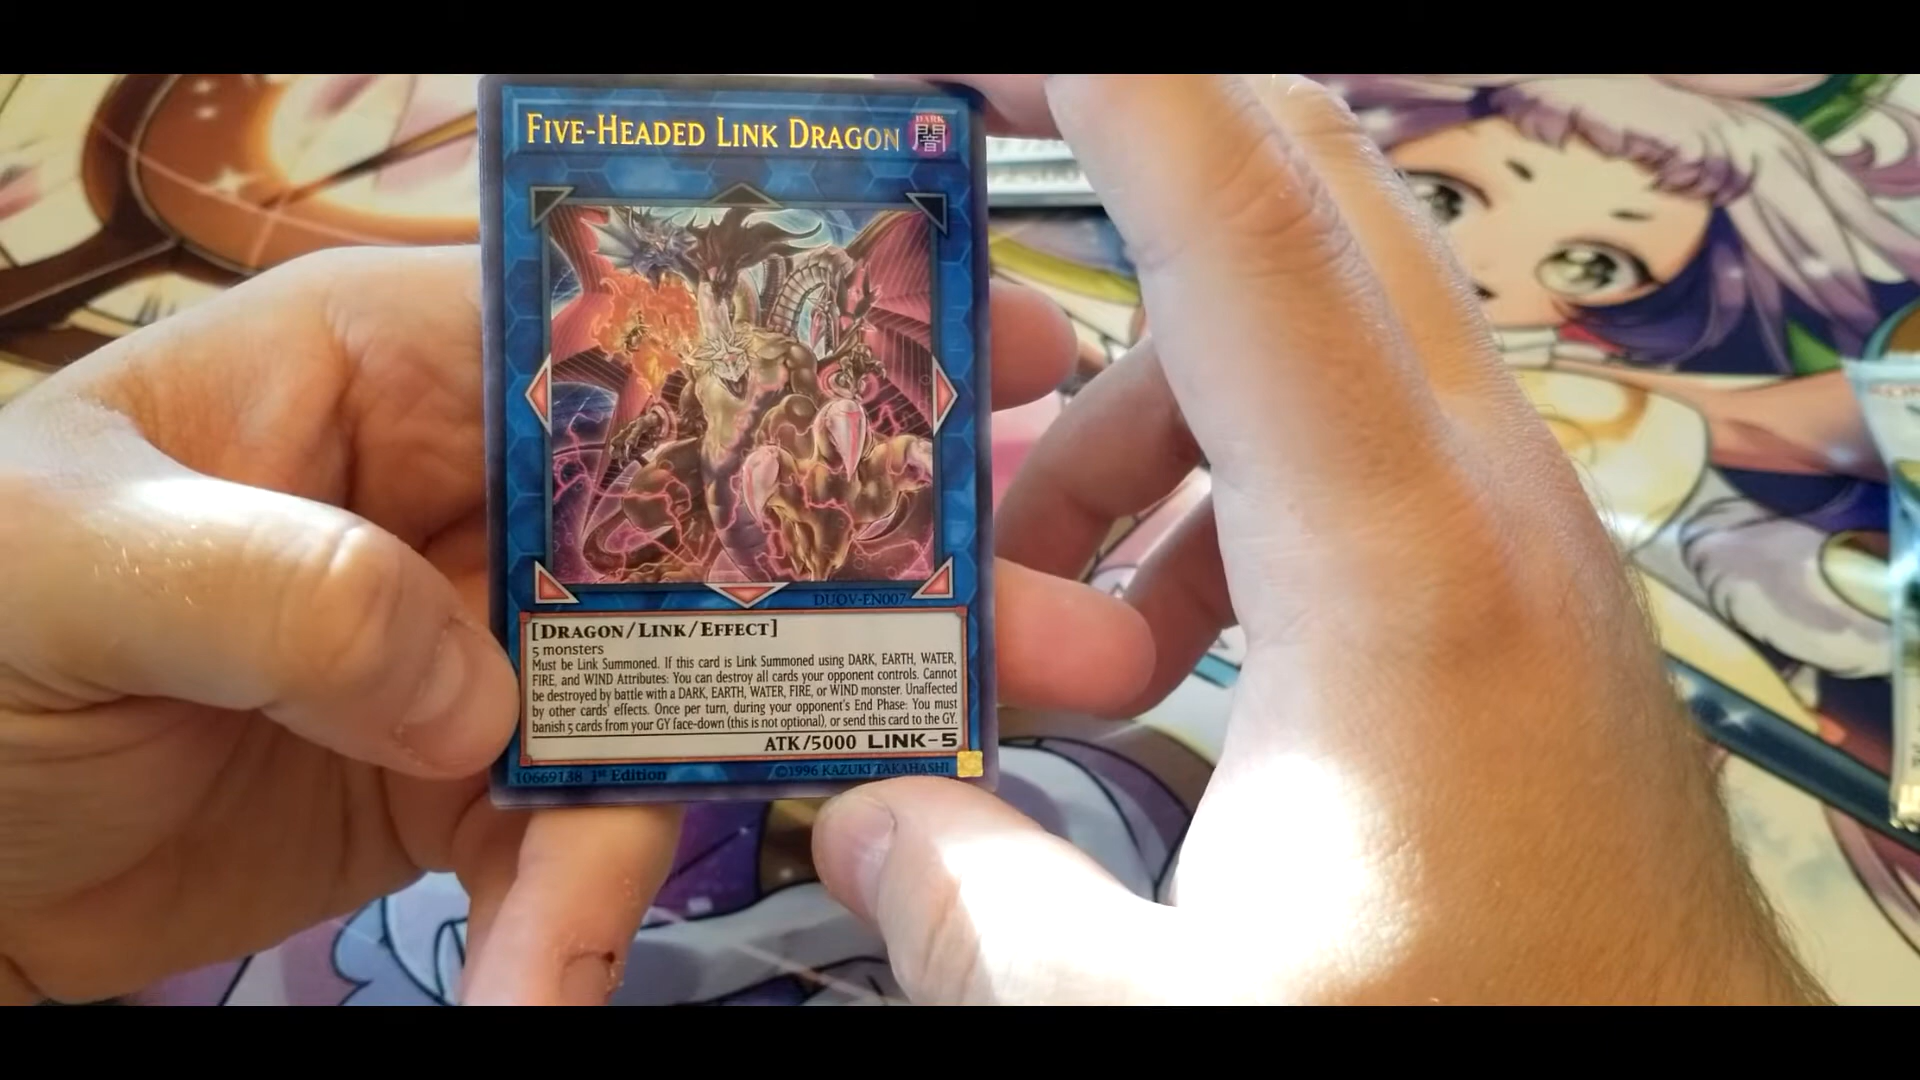 Five-Headed Link Dragon
DARK
闇
DUOV-EN007
[Dragon/Link/Effect]
5 monsters
Must be Link Summoned. If this card is Link Summoned using DARK, EARTH, WATER,
FIRE, and WIND Attributes: You can destroy all cards your opponent controls. Cannot
be destroyed by battle with a DARK, EARTH, WATER, FIRE, or WIND monster. Unaffected
by other cards' effects. Once per turn, during your opponent's End Phase: You must
banish 5 cards from your GY face-down (this is not optional), or send this card to the GY.
ATK/5000 LINK-5
10669138 1st Edition
©1996 KAZUKI TAKAHASHI